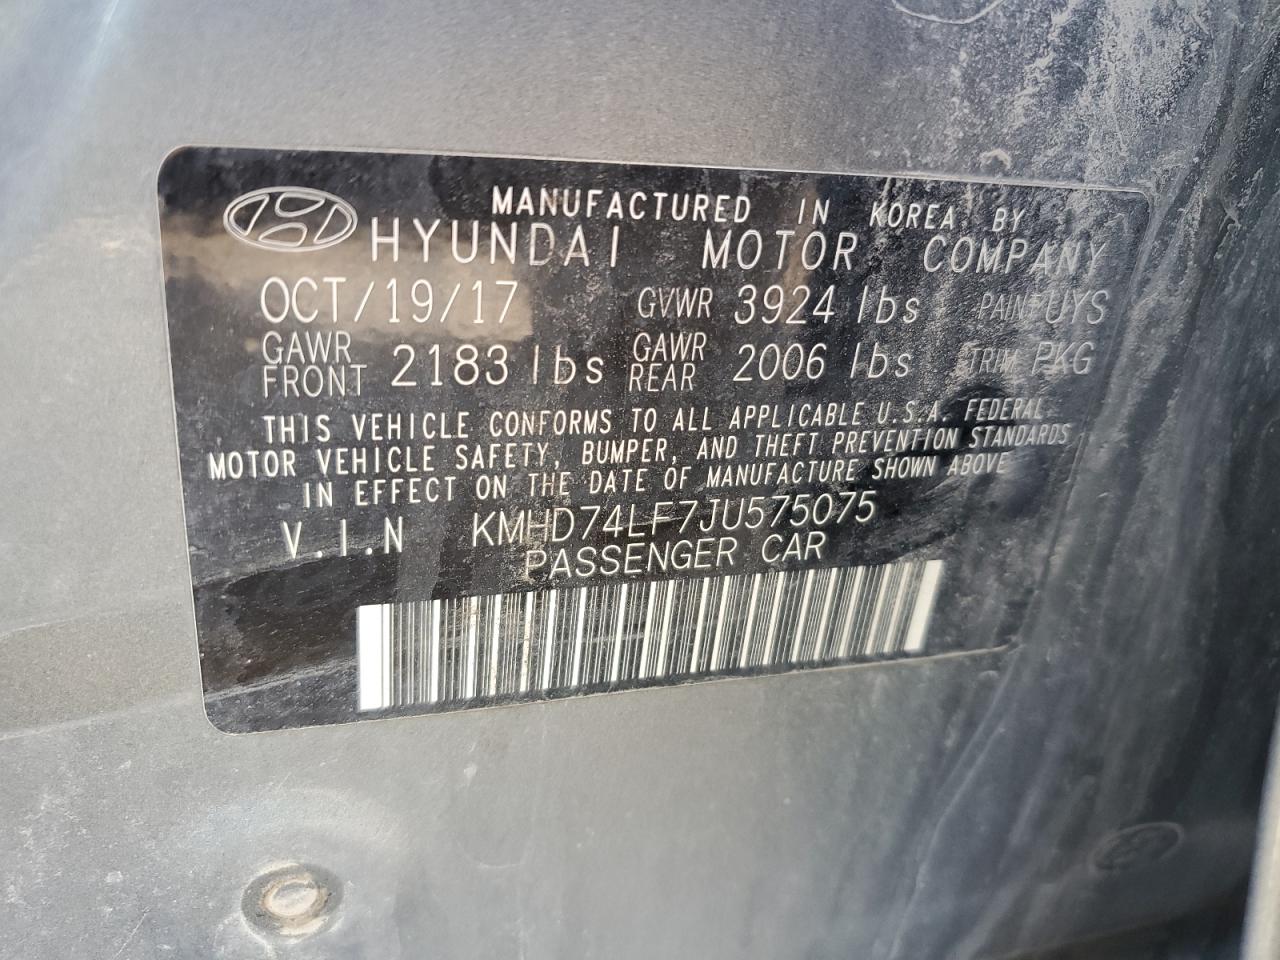 MANUFACTURED IN KOREA BY
HYUNDAI MOTOR COMPANY
OCT/19/17 GVWR 3924 lbs PAINT UYS
GAWR FRONT 2183 lbs GAWR REAR 2006 lbs TRIM PKG
THIS VEHICLE CONFORMS TO ALL APPLICABLE U.S.A. FEDERAL
MOTOR VEHICLE SAFETY, BUMPER, AND THEFT PREVENTION STANDARDS
IN EFFECT ON THE DATE OF MANUFACTURE SHOWN ABOVE
V.I.N KMHD74LF7JU575075
PASSENGER CAR